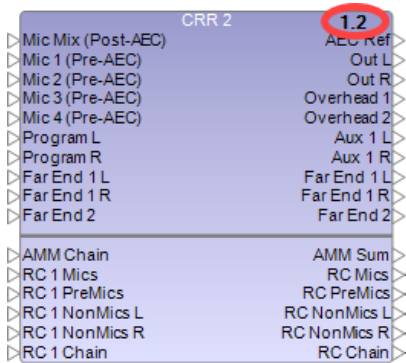 CRR 2 1.2
Mic Mix (Post-AEC) AEC Ref
Mic 1 (Pre-AEC) Out L
Mic 2 (Pre-AEC) Out R
Mic 3 (Pre-AEC) Overhead 1
Mic 4 (Pre-AEC) Overhead 2
Program L Aux 1 L
Program R Aux 1 R
Far End 1 L Far End 1 L
Far End 1 R Far End 1 R
Far End 2 Far End 2
AMM Chain AMM Sum
RC 1 Mics RC Mics
RC 1 PreMics RC PreMics
RC 1 NonMics L RC NonMics L
RC 1 NonMics R RC NonMics R
RC 1 Chain RC Chain